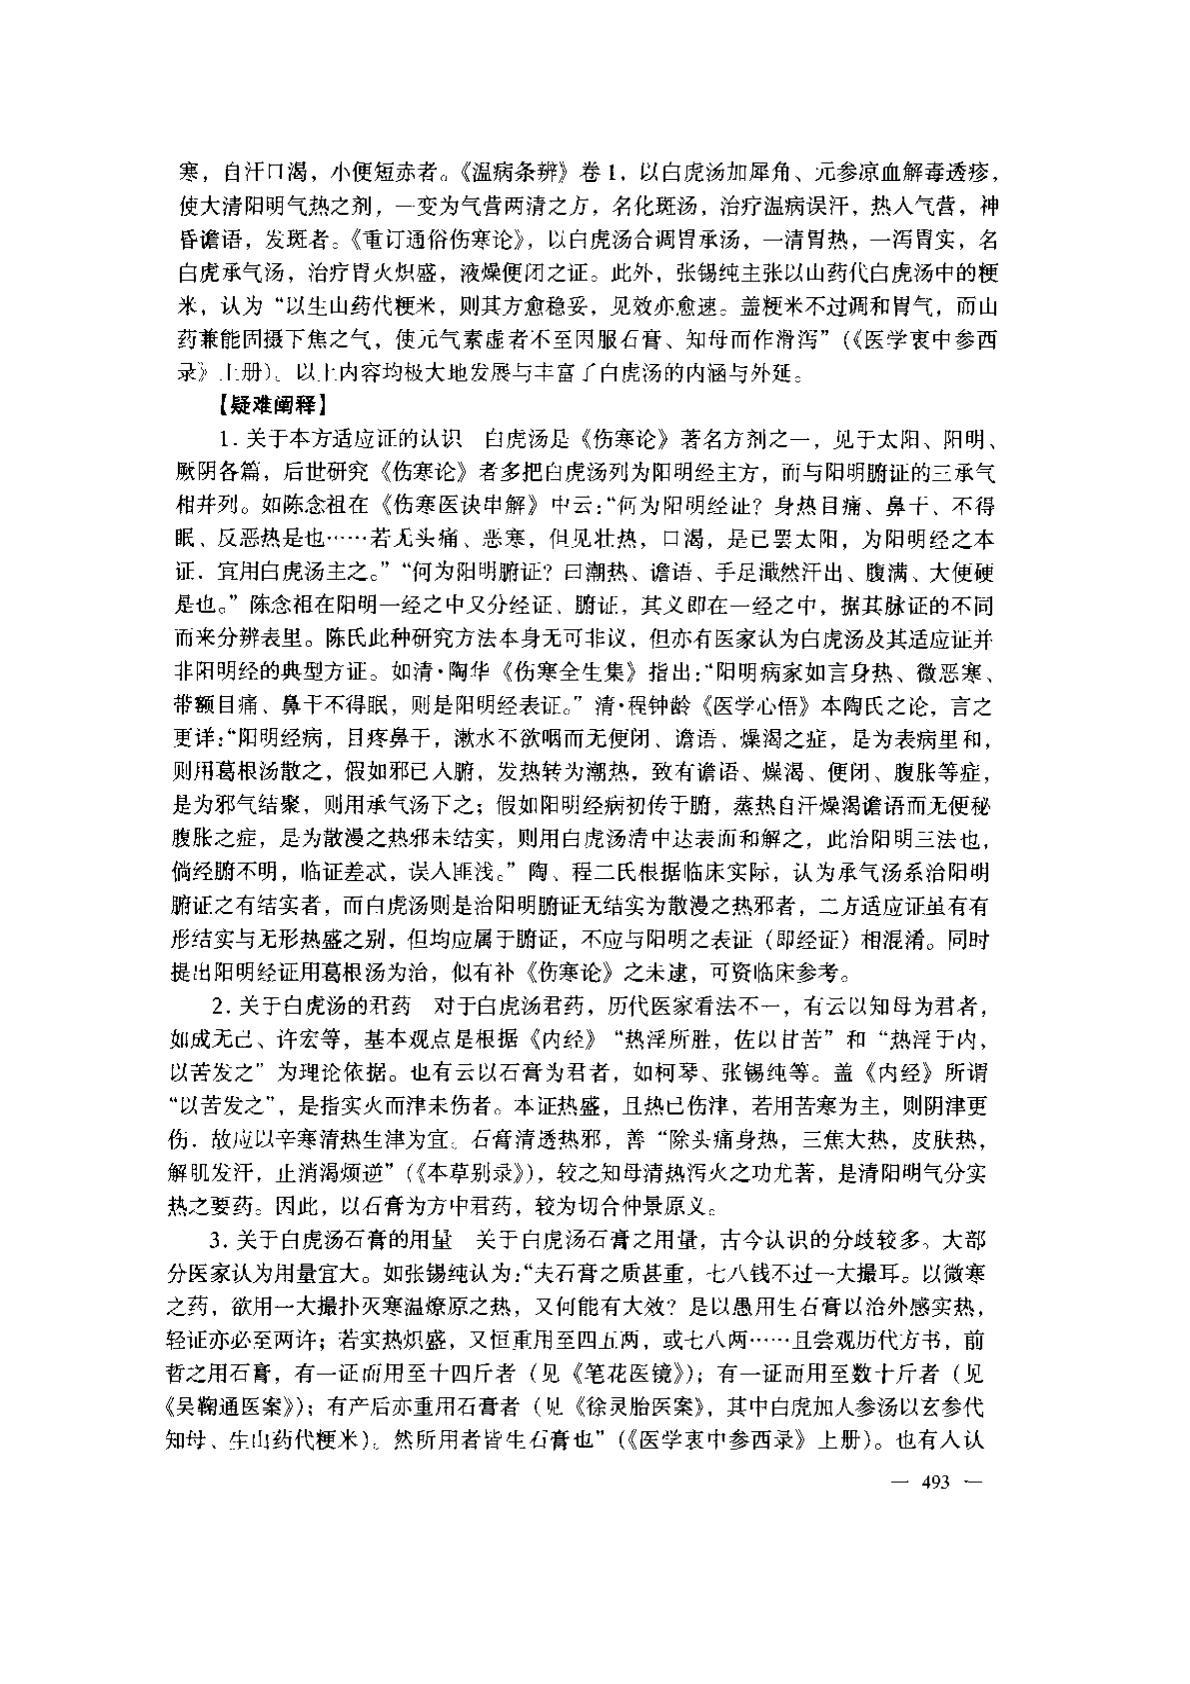 寒，自汗口渴，小便短赤者。《温病条辨》卷1，以白虎汤加犀角、元参凉血解毒透疹，
使大清阳明气热之剂，一变为气营两清之方，名化斑汤，治疗温病误汗，热入气营，神
昏谵语，发斑者。《重订通俗伤寒论》，以白虎汤合调胃承汤，一清胃热，一泻胃实，名
白虎承气汤，治疗胃火炽盛，液燥便闭之证。此外，张锡纯主张以山药代白虎汤中的粳
米，认为“以生山药代粳米，则其方愈稳妥，见效亦愈速。盖粳米不过调和胃气，而山
药兼能固摄下焦之气，使元气素虚者不至因服石膏、知母而作滑泻”（《医学衷中参西
录》上册）。以上内容均极大地发展与丰富了白虎汤的内涵与外延。
【疑难阐释】
1. 关于本方适应证的认识　白虎汤是《伤寒论》著名方剂之一，见于太阳、阳明、
厥阴各篇，后世研究《伤寒论》者多把白虎汤列为阳明经主方，而与阳明腑证的三承气
相并列。如陈念祖在《伤寒医诀串解》中云：“何为阳明经证？身热目痛、鼻干、不得
眠、反恶热是也……若无头痛、恶寒，但见壮热，口渴，是已罢太阳，为阳明经之本
证．宜用白虎汤主之。”“何为阳明腑证？曰潮热、谵语、手足濈然汗出、腹满、大便硬
是也。”陈念祖在阳明一经之中又分经证、腑证，其义即在一经之中，据其脉证的不同
而来分辨表里。陈氏此种研究方法本身无可非议，但亦有医家认为白虎汤及其适应证并
非阳明经的典型方证。如清·陶华《伤寒全生集》指出：“阳明病家如言身热、微恶寒、
带额目痛、鼻干不得眠，则是阳明经表证。”清·程钟龄《医学心悟》本陶氏之论，言之
更详：“阳明经病，目疼鼻干，漱水不欲咽而无便闭、谵语、燥渴之症，是为表病里和，
则用葛根汤散之，假如邪已入腑，发热转为潮热，致有谵语、燥渴、便闭、腹胀等症，
是为邪气结聚，则用承气汤下之；假如阳明经病初传于腑，蒸热自汗燥渴谵语而无便秘
腹胀之症，是为散漫之热邪未结实，则用白虎汤清中达表而和解之，此治阳明三法也，
倘经腑不明，临证差忒，误人匪浅。”陶、程二氏根据临床实际，认为承气汤系治阳明
腑证之有结实者，而白虎汤则是治阳明腑证无结实为散漫之热邪者，二方适应证虽有有
形结实与无形热盛之别，但均应属于腑证，不应与阳明之表证（即经证）相混淆。同时
提出阳明经证用葛根汤为治，似有补《伤寒论》之未逮，可资临床参考。
2. 关于白虎汤的君药　对于白虎汤君药，历代医家看法不一，有云以知母为君者，
如成无己、许宏等，基本观点是根据《内经》“热淫所胜，佐以甘苦”和“热淫于内，
以苦发之”为理论依据。也有云以石膏为君者，如柯琴、张锡纯等。盖《内经》所谓
“以苦发之”，是指实火而津未伤者。本证热盛，且热已伤津，若用苦寒为主，则阴津更
伤．故应以辛寒清热生津为宜。石膏清透热邪，善“除头痛身热，三焦大热，皮肤热，
解肌发汗，止消渴烦逆”（《本草别录》），较之知母清热泻火之功尤著，是清阳明气分实
热之要药。因此，以石膏为方中君药，较为切合仲景原义。
3. 关于白虎汤石膏的用量　关于白虎汤石膏之用量，古今认识的分歧较多。大部
分医家认为用量宜大。如张锡纯认为：“夫石膏之质甚重，七八钱不过一大撮耳。以微寒
之药，欲用一大撮扑灭寒温燎原之热，又何能有大效？是以愚用生石膏以治外感实热，
轻证亦必至两许；若实热炽盛，又恒重用至四五两，或七八两……且尝观历代方书，前
哲之用石膏，有一证而用至十四斤者（见《笔花医镜》）；有一证而用至数十斤者（见
《吴鞠通医案》）；有产后亦重用石膏者（见《徐灵胎医案》，其中白虎加人参汤以玄参代
知母、生山药代粳米）。然所用者皆生石膏也”（《医学衷中参西录》上册）。也有人认
— 493 —